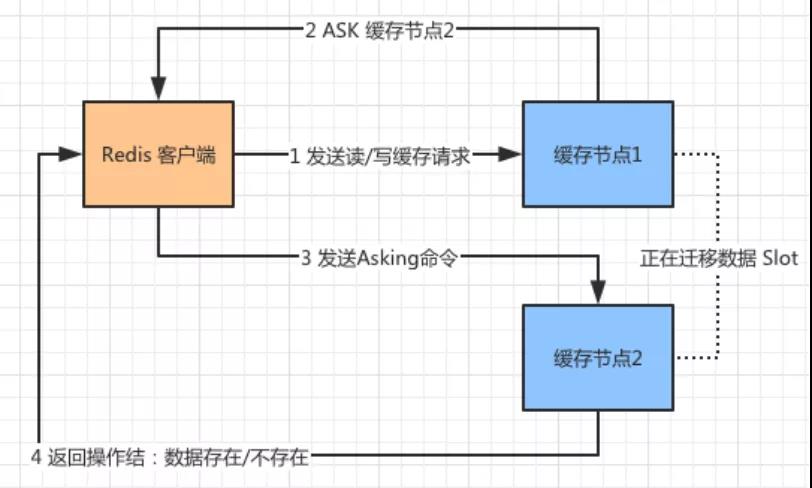 2 ASK 缓存节点2
Redis 客户端
1 发送读/写缓存请求
缓存节点1
3 发送Asking命令
正在迁移数据 Slot
缓存节点2
4 返回操作结：数据存在/不存在